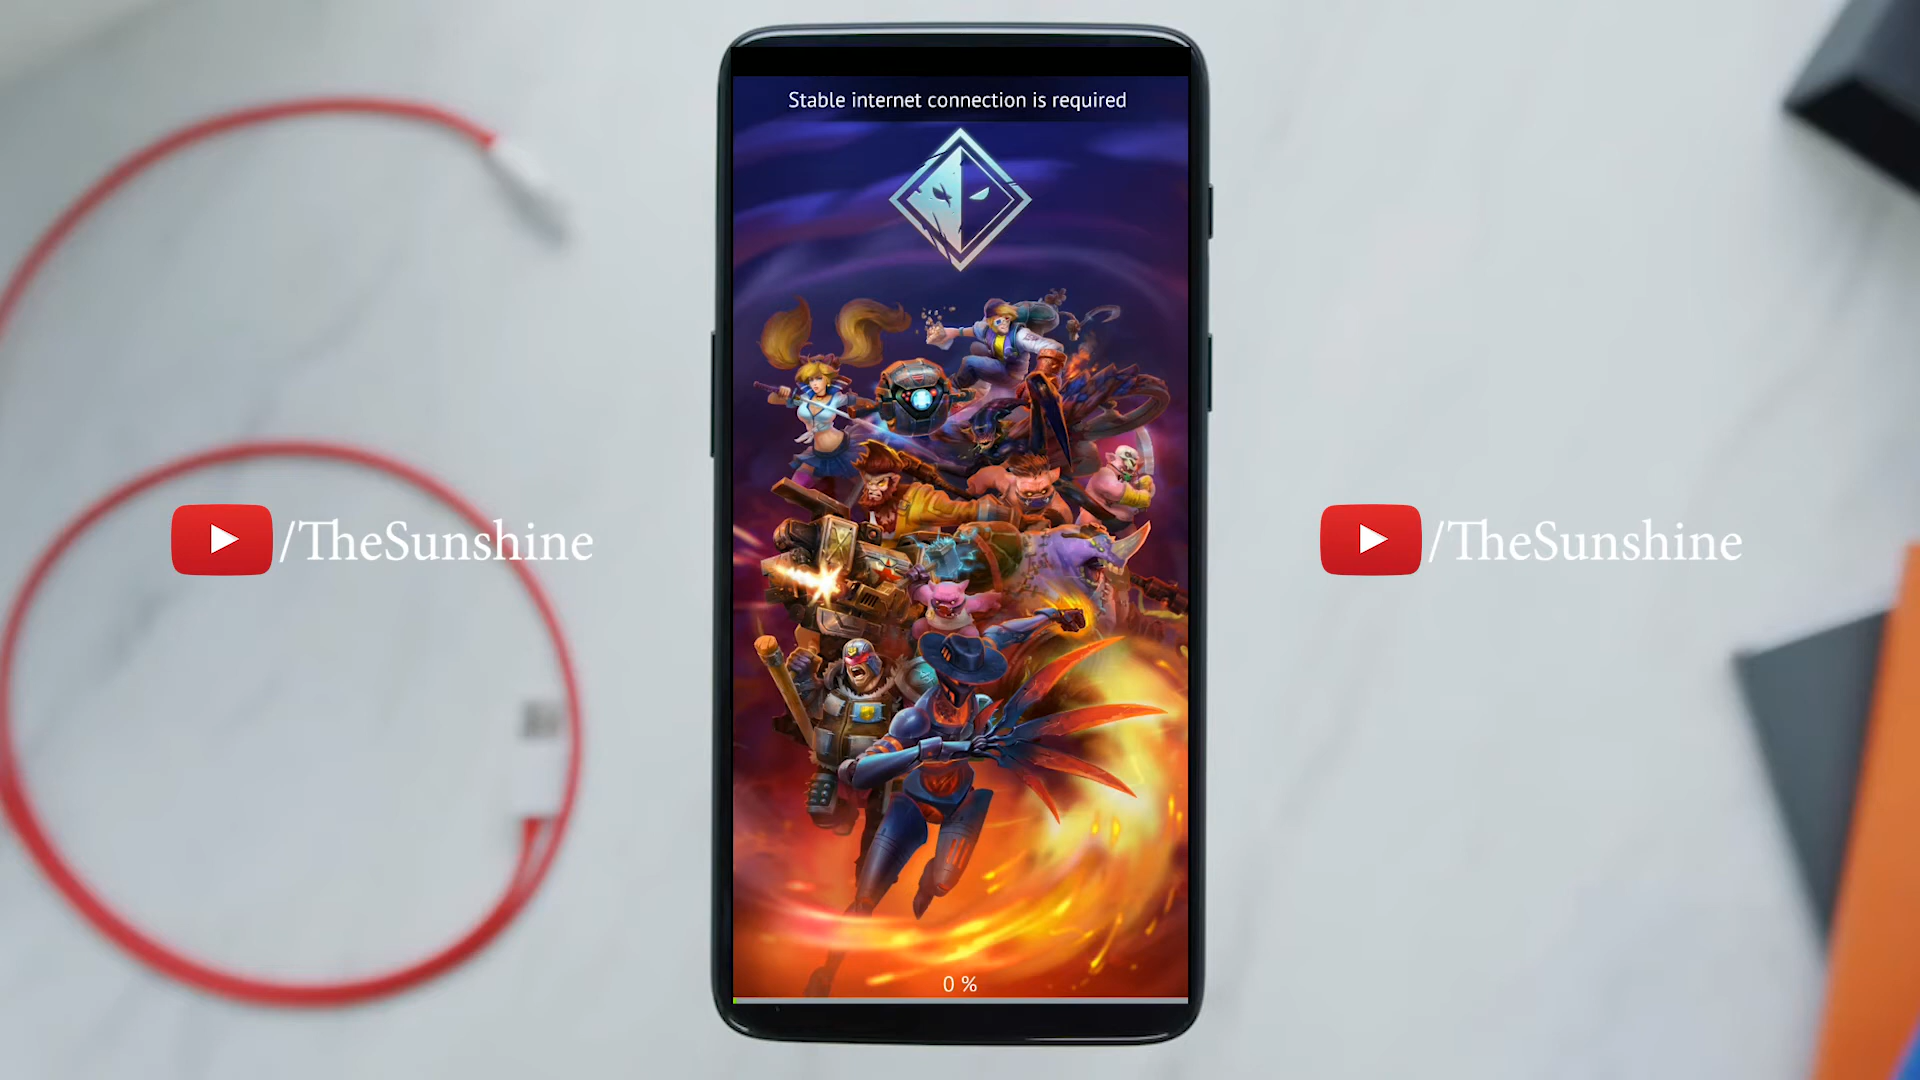 Stable internet connection is required
/TheSunshine
/TheSunshine
0 %